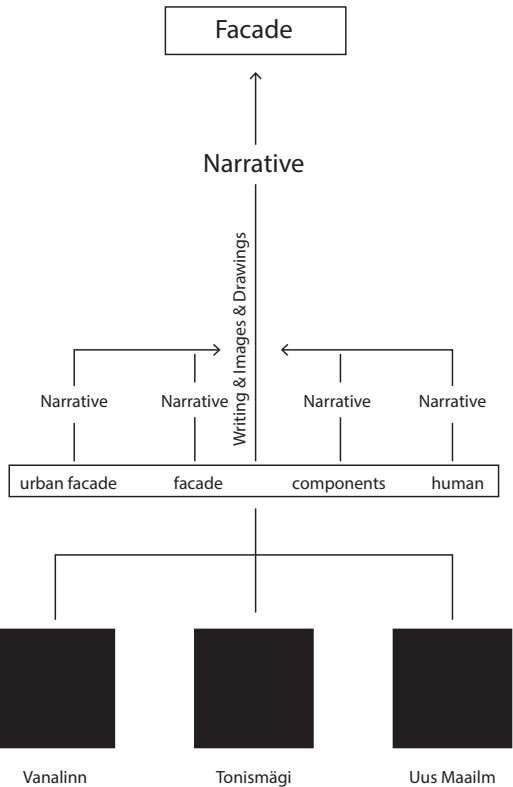 Facade
Narrative
Writing & Images & Drawings
Narrative Narrative Narrative Narrative
urban facade facade components human
Vanalinn Tonismägi Uus Maailm